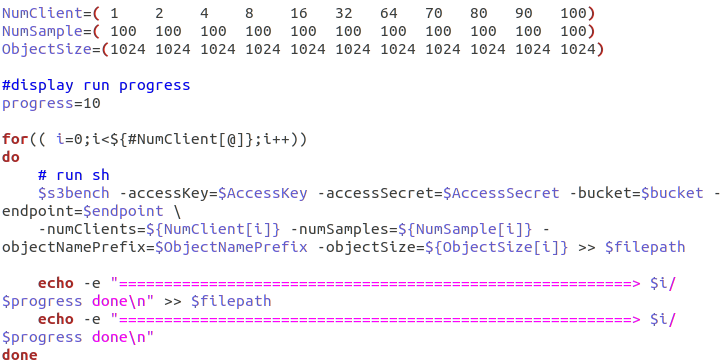 NumClient=( 1    2    4    8    16   32   64   70   80   90   100)
NumSample=( 100  100  100  100  100  100  100  100  100  100  100)
ObjectSize=(1024 1024 1024 1024 1024 1024 1024 1024 1024 1024 1024)

#display run progress
progress=10

for(( i=0;i<${#NumClient[@]};i++))
do
    # run sh
    $s3bench -accessKey=$AccessKey -accessSecret=$AccessSecret -bucket=$bucket -
endpoint=$endpoint \
    -numClients=${NumClient[i]} -numSamples=${NumSample[i]} -
objectNamePrefix=$ObjectNamePrefix -objectSize=${ObjectSize[i]} >> $filepath

    echo -e "=========================================================> $i/
$progress done\n" >> $filepath
    echo -e "=========================================================> $i/
$progress done\n"
done